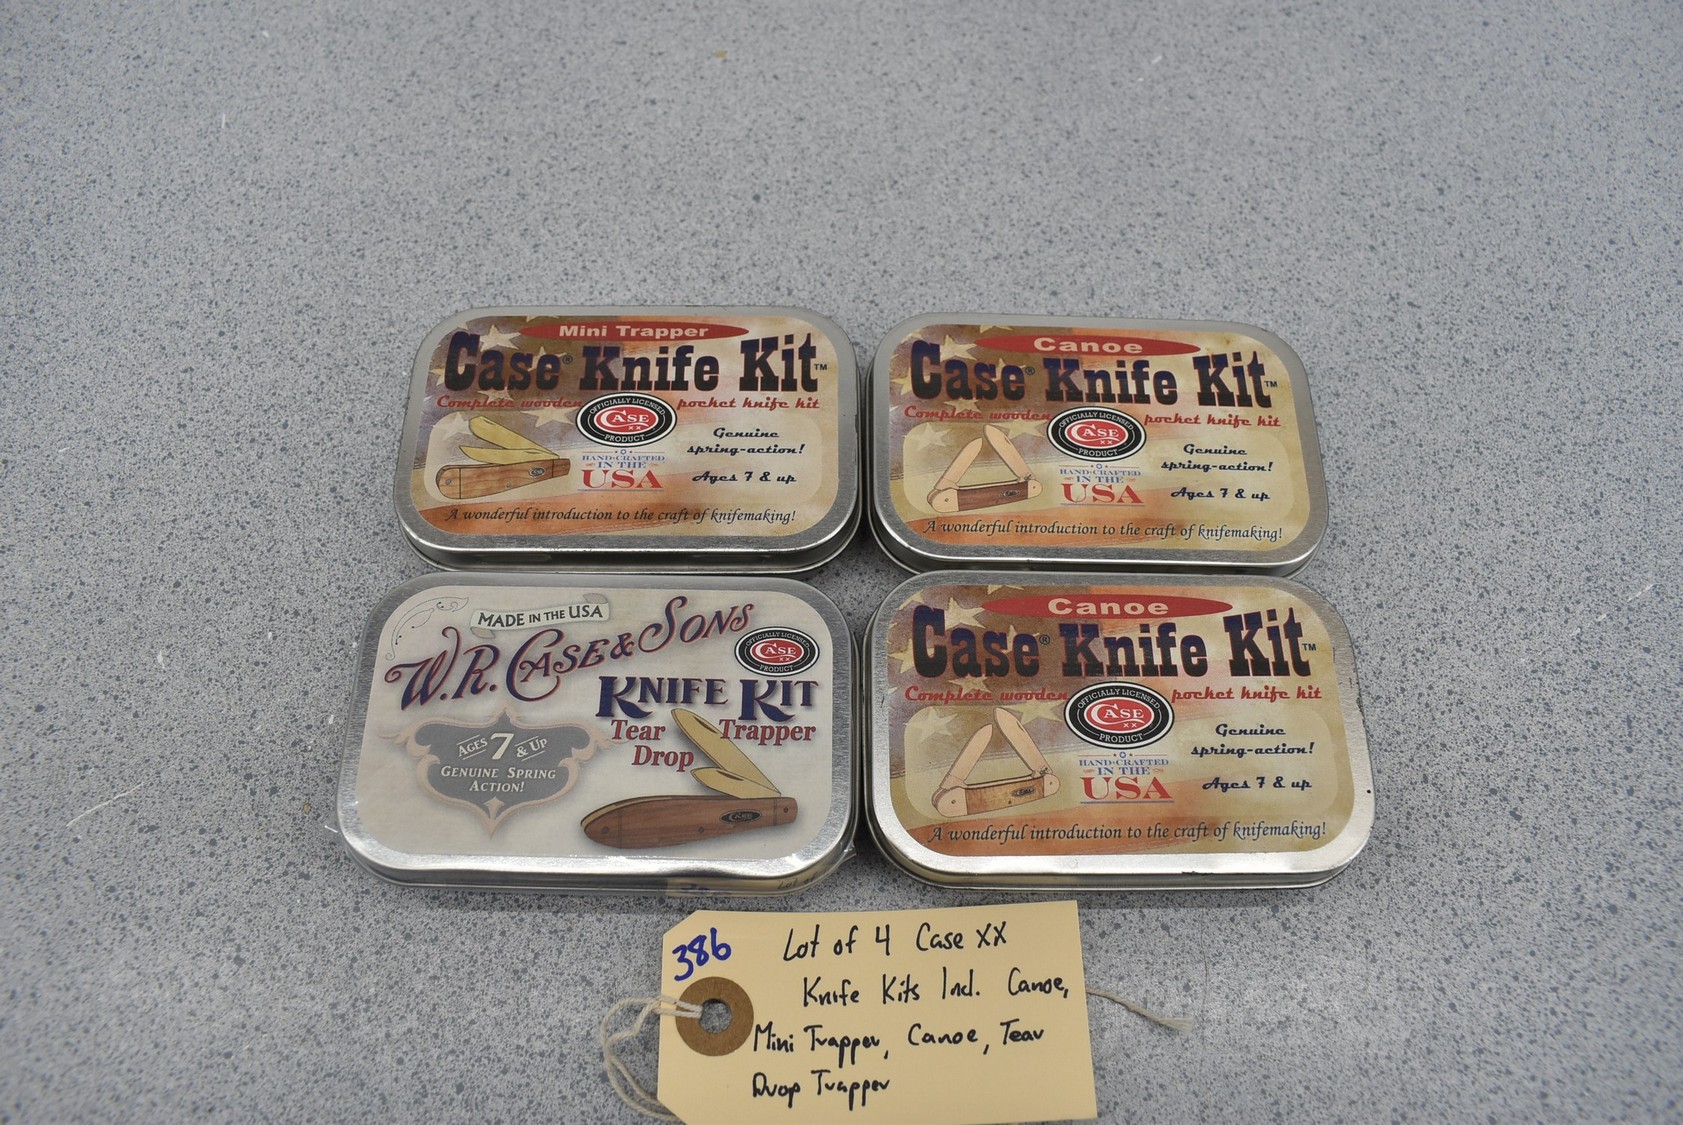 Mini Trapper
Case® Knife Kit™
Complete wooden pocket knife kit
OFFICIALLY LICENSED
CASE
XX
PRODUCT
HAND-CRAFTED
IN THE
USA
Genuine
spring-action!
Ages 7 & up
A wonderful introduction to the craft of knifemaking!
Canoe
Case® Knife Kit™
Complete wooden pocket knife kit
OFFICIALLY LICENSED
CASE
XX
PRODUCT
HAND-CRAFTED
IN THE
USA
Genuine
spring-action!
Ages 7 & up
A wonderful introduction to the craft of knifemaking!
MADE IN THE USA
W.R. CASE & SONS
OFFICIALLY LICENSED
CASE
XX
PRODUCT
KNIFE KIT
Tear Trapper
Drop
AGES 7 & UP
GENUINE SPRING
ACTION!
CASE
Canoe
Case® Knife Kit™
Complete wooden pocket knife kit
OFFICIALLY LICENSED
CASE
XX
PRODUCT
HAND-CRAFTED
IN THE
USA
Genuine
spring-action!
Ages 7 & up
A wonderful introduction to the craft of knifemaking!
386
Lot of 4 Case XX
Knife Kits Incl. Canoe,
Mini Trapper, Canoe, Tear
Drop Trapper